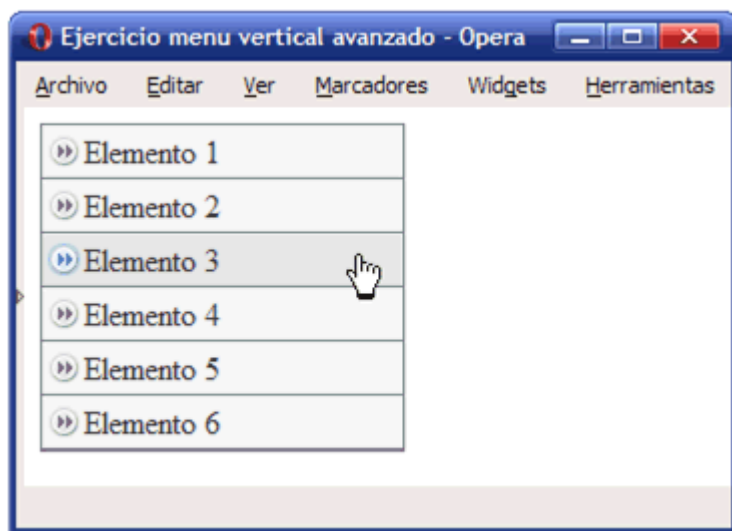 Ejercicio menu vertical avanzado - Opera
Archivo Editar Ver Marcadores Widgets Herramientas
Elemento 1
Elemento 2
Elemento 3
Elemento 4
Elemento 5
Elemento 6